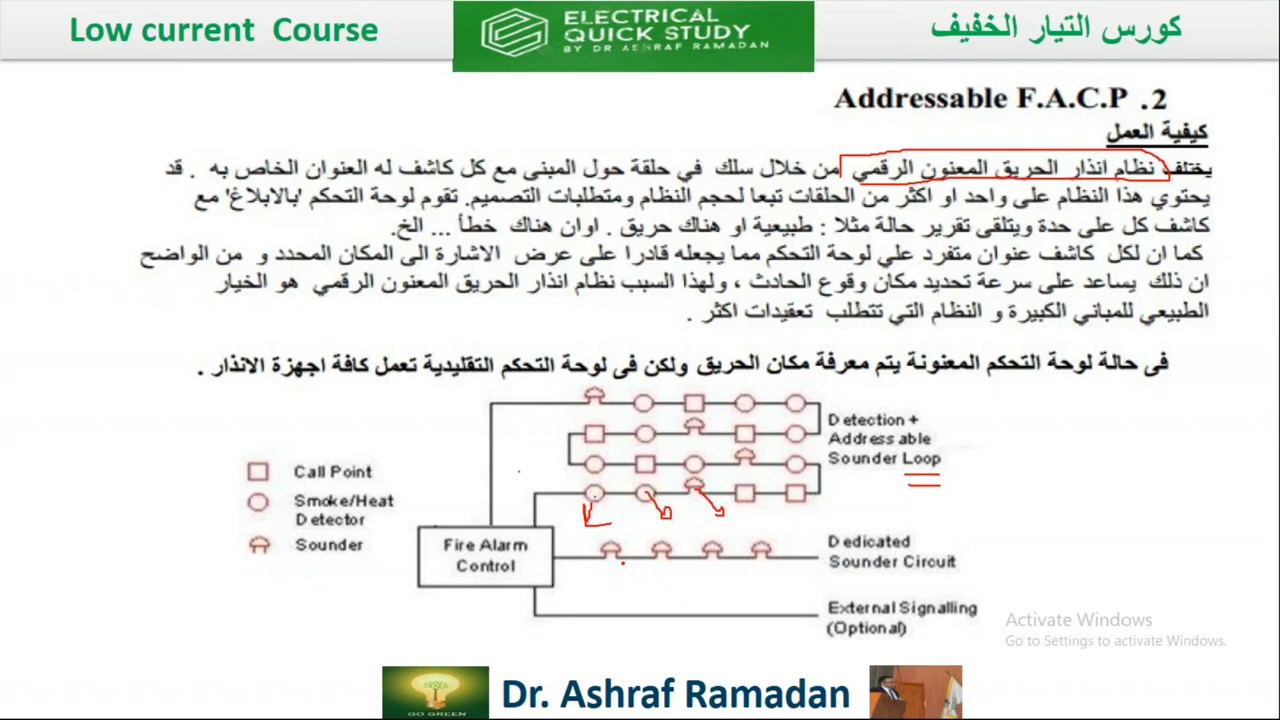 Low current Course
ELECTRICAL
QUICK STUDY
BY DR ASHRAF RAMADAN
كورس التيار الخفيف
2. Addressable F.A.C.P
كيفية العمل
يختلف نظام انذار الحريق المعنون الرقمي من خلال سلك في حلقة حول المبنى مع كل كاشف له العنوان الخاص به . قد
يحتوي هذا النظام على واحد او اكثر من الحلقات تبعا لحجم النظام ومتطلبات التصميم. تقوم لوحة التحكم 'بالابلاغ' مع
كاشف كل على حدة ويتلقى تقرير حالة مثلا : طبيعية او هناك حريق . اوان هناك خطأ ... الخ.
كما ان لكل كاشف عنوان متفرد علي لوحة التحكم مما يجعله قادرا على عرض الاشارة الى المكان المحدد و من الواضح
ان ذلك يساعد على سرعة تحديد مكان وقوع الحادث ، ولهذا السبب نظام انذار الحريق المعنون الرقمي هو الخيار
الطبيعي للمباني الكبيرة و النظام التي تتطلب تعقيدات اكثر .
فى حالة لوحة التحكم المعنونة يتم معرفة مكان الحريق ولكن فى لوحة التحكم التقليدية تعمل كافة اجهزة الانذار .
Detection +
Addressable
Sounder Loop
Call Point
Smoke/Heat
Detector
Sounder
Fire Alarm
Control
Dedicated
Sounder Circuit
External Signalling
(Optional)
Activate Windows
Go to Settings to activate Windows.
GO GREEN
Dr. Ashraf Ramadan